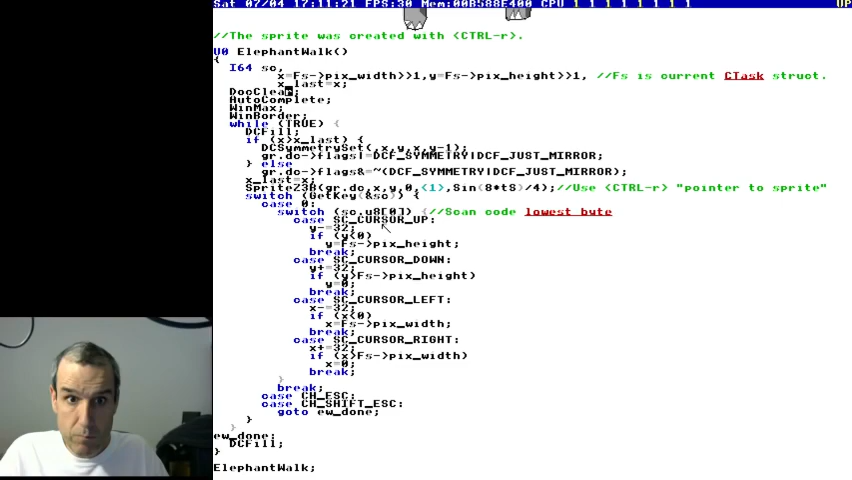 Sat 07/04 17:11:21 FPS:30 Mem:00B588E400 CPU 1 1 1 1 1 1 1 1 UP
//The sprite was created with <CTRL-r>.
U0 ElephantWalk()
{
I64 sc,
x=Fs->pix_width>>1,y=Fs->pix_height>>1, //Fs is current CTask struct.
x_last=x;
DocClear;
AutoComplete;
WinMax;
WinBorder;
while (TRUE) {
DCFill;
if (x>x_last) {
DCSymmetrySet(,x,y,x,y-1);
gr.dc->flags|=DCF_SYMMETRY|DCF_JUST_MIRROR;
} else
gr.dc->flags&=~(DCF_SYMMETRY|DCF_JUST_MIRROR);
x_last=x;
Sprite3B(gr.dc,x,y,0,<1>,Sin(8*tS)/4);//Use <CTRL-r> "pointer to sprite"
switch (GetKey(&sc)) {
case 0:
switch (sc.u8[0]) {//Scan code lowest byte
case SC_CURSOR_UP:
y-=32;
if (y<0)
y=Fs->pix_height;
break;
case SC_CURSOR_DOWN:
y+=32;
if (y>Fs->pix_height)
y=0;
break;
case SC_CURSOR_LEFT:
x-=32;
if (x<0)
x=Fs->pix_width;
break;
case SC_CURSOR_RIGHT:
x+=32;
if (x>Fs->pix_width)
x=0;
break;
}
break;
case CH_ESC:
case CH_SHIFT_ESC:
goto ew_done;
}
}
ew_done:
DCFill;
}
ElephantWalk;